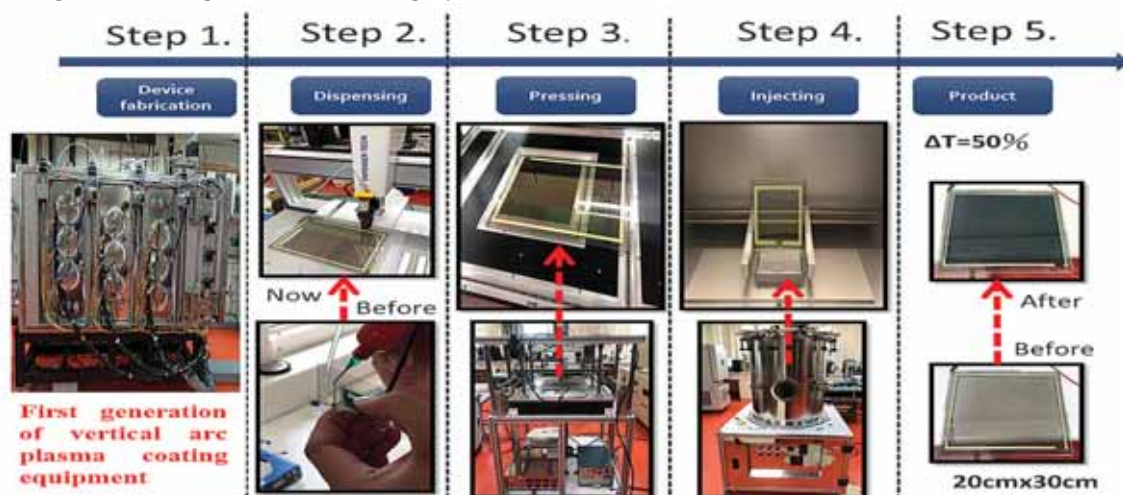 Step 1.
Step 2.
Step 3.
Step 4.
Step 5.
Device
fabrication
Dispensing
Pressing
Injecting
Product
ΔT=50%
Now
Before
After
Before
First generation
of vertical arc
plasma coating
equipment
20cmx30cm